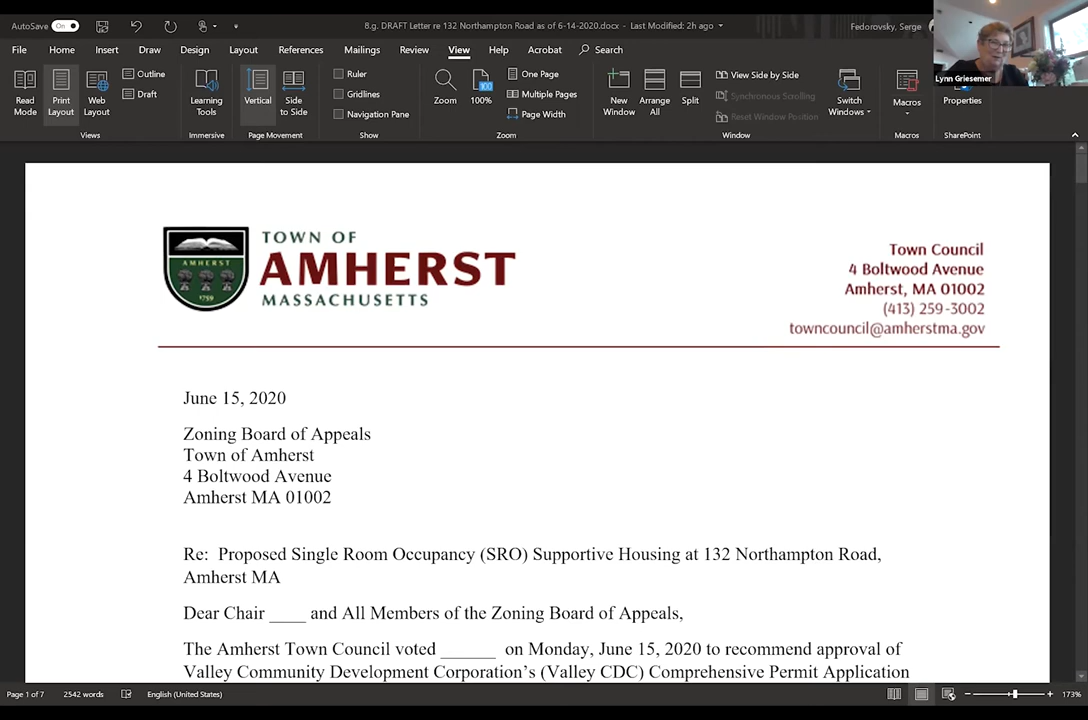 AutoSave On
8.g. DRAFT Letter re 132 Northampton Road as of 6-14-2020.docx - Last Modified: 2h ago
Fedorovsky, Serge
File Home Insert Draw Design Layout References Mailings Review View Help Acrobat Search
Read Mode
Print Layout
Web Layout
Outline
Draft
Views
Learning Tools
Immersive
Vertical
Side to Side
Page Movement
Ruler
Gridlines
Navigation Pane
Show
Zoom
100
100%
One Page
Multiple Pages
Page Width
Zoom
New Window
Arrange All
Split
View Side by Side
Synchronous Scrolling
Reset Window Position
Switch Windows
Window
Macros
Macros
Properties
SharePoint
Lynn Griesemer
AMHERST
1759
TOWN OF
AMHERST
MASSACHUSETTS
Town Council
4 Boltwood Avenue
Amherst, MA 01002
(413) 259-3002
towncouncil@amherstma.gov
June 15, 2020
Zoning Board of Appeals
Town of Amherst
4 Boltwood Avenue
Amherst MA 01002
Re: Proposed Single Room Occupancy (SRO) Supportive Housing at 132 Northampton Road,
Amherst MA
Dear Chair ____ and All Members of the Zoning Board of Appeals,
The Amherst Town Council voted ______ on Monday, June 15, 2020 to recommend approval of
Valley Community Development Corporation's (Valley CDC) Comprehensive Permit Application
Page 1 of 7 2542 words English (United States) 173%